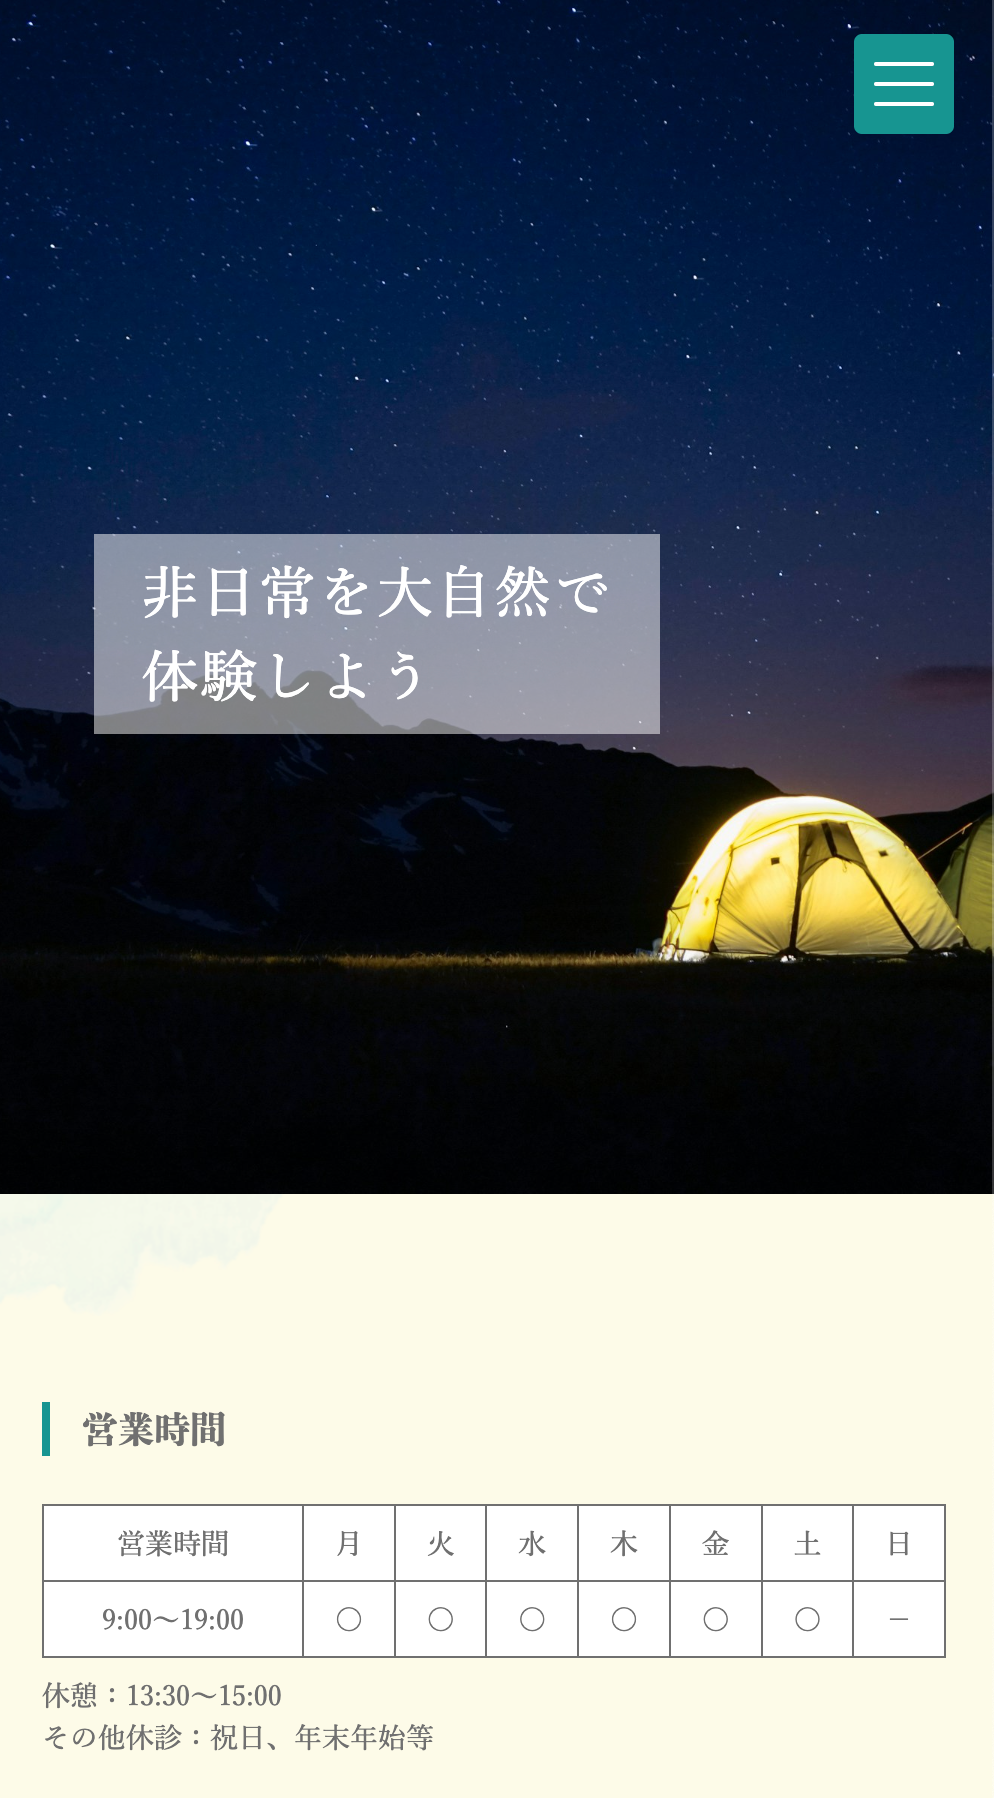 非日常を大自然で
体験しよう
営業時間
営業時間 月 火 水 木 金 土 日
9:00〜19:00 〇 〇 〇 〇 〇 〇 －
休憩：13:30〜15:00
その他休診：祝日、年末年始等